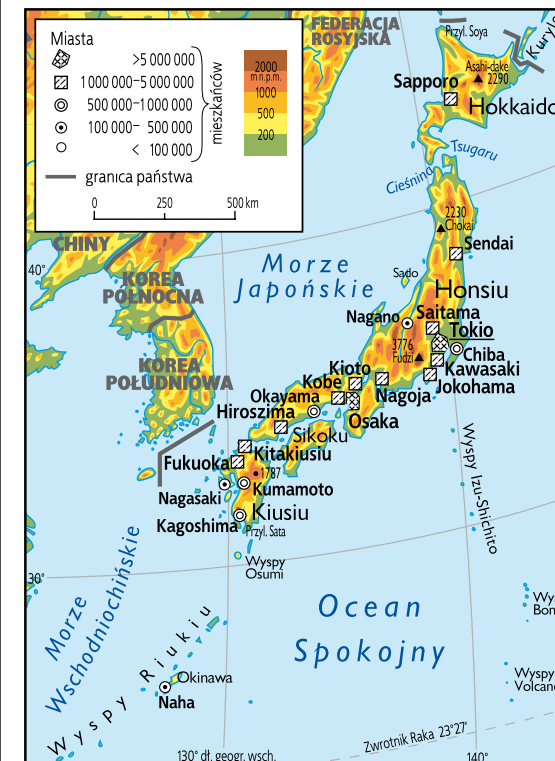 Miasta
>5 000 000
1 000 000–5 000 000
500 000–1000 000
100 000– 500 000
< 100 000
mieszkańców
granica państwa
0 250 500 km
2000
m n.p.m.
1000
500
200
FEDERACJA
ROSYJSKA
Przyl. Soya
Kuryle
Asahi-dake
2290
Sapporo
Hokkaido
Cieśnina Tsugaru
CHINY
2230
Chokai
Sendai
40°
KOREA
PÓŁNOCNA
Morze
Japońskie
Sado
Honsiu
Nagano
Saitama
Tokio
3776
Fudżi
Chiba
KOREA
POŁUDNIOWA
Kioto
Kawasaki
Kobe
Jokohama
Okayama
Nagoja
Hiroszima
Osaka
Sikoku
Kitakiusiu
Fukuoka
1787
Nagasaki
Kumamoto
Kiusiu
Kagoshima
Przyl. Sata
Wyspy Izu-Shichito
Wyspy
Osumi
30°
Morze
Wschodniochińskie
Ocean
Spokojny
Wyspy Riukiu
Okinawa
Naha
Wy
Bon
Wyspy
Volcano
Zwrotnik Raka 23°27'
130° dł. geogr. wsch.
140°